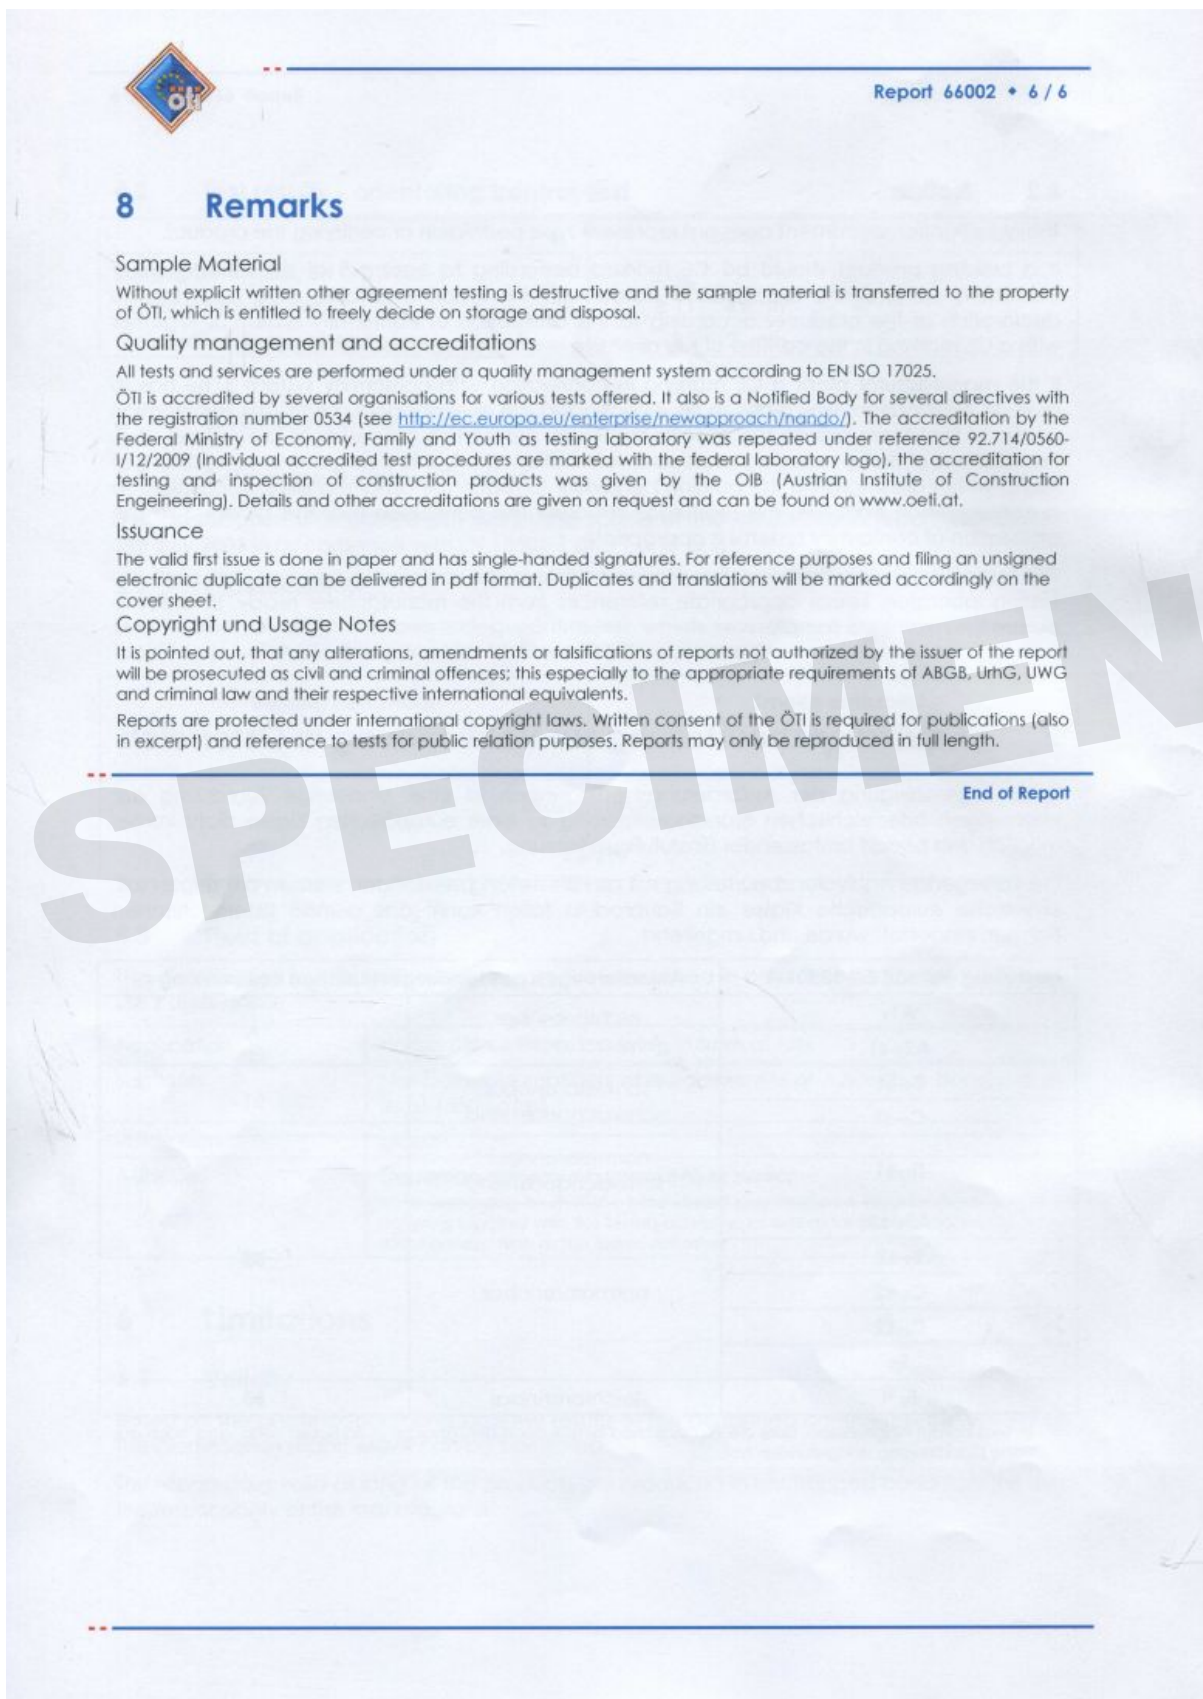 öti
Report 66002 • 6 / 6
8 Remarks
Sample Material
Without explicit written other agreement testing is destructive and the sample material is transferred to the property
of ÖTI, which is entitled to freely decide on storage and disposal.
Quality management and accreditations
All tests and services are performed under a quality management system according to EN ISO 17025.
ÖTI is accredited by several organisations for various tests offered. It also is a Notified Body for several directives with
the registration number 0534 (see http://ec.europa.eu/enterprise/newapproach/nando/). The accreditation by the
Federal Ministry of Economy, Family and Youth as testing laboratory was repeated under reference 92.714/0560-
I/12/2009 (Individual accredited test procedures are marked with the federal laboratory logo), the accreditation for
testing and inspection of construction products was given by the OIB (Austrian Institute of Construction
Engeineering). Details and other accreditations are given on request and can be found on www.oeti.at.
Issuance
The valid first issue is done in paper and has single-handed signatures. For reference purposes and filing an unsigned
electronic duplicate can be delivered in pdf format. Duplicates and translations will be marked accordingly on the
cover sheet.
Copyright und Usage Notes
It is pointed out, that any alterations, amendments or falsifications of reports not authorized by the issuer of the report
will be prosecuted as civil and criminal offences; this especially to the appropriate requirements of ABGB, UrhG, UWG
and criminal law and their respective international equivalents.
Reports are protected under international copyright laws. Written consent of the ÖTI is required for publications (also
in excerpt) and reference to tests for public relation purposes. Reports may only be reproduced in full length.
End of Report
SPECIMEN